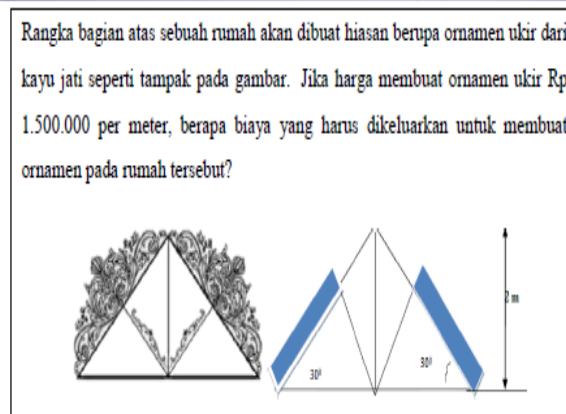 Rangka bagian atas sebuah rumah akan dibuat hiasan berupa ornamen ukir dari
kayu jati seperti tampak pada gambar. Jika harga membuat ornamen ukir Rp
1.500.000 per meter, berapa biaya yang harus dikeluarkan untuk membuat
ornamen pada rumah tersebut?
2 m
30⁰
30⁰